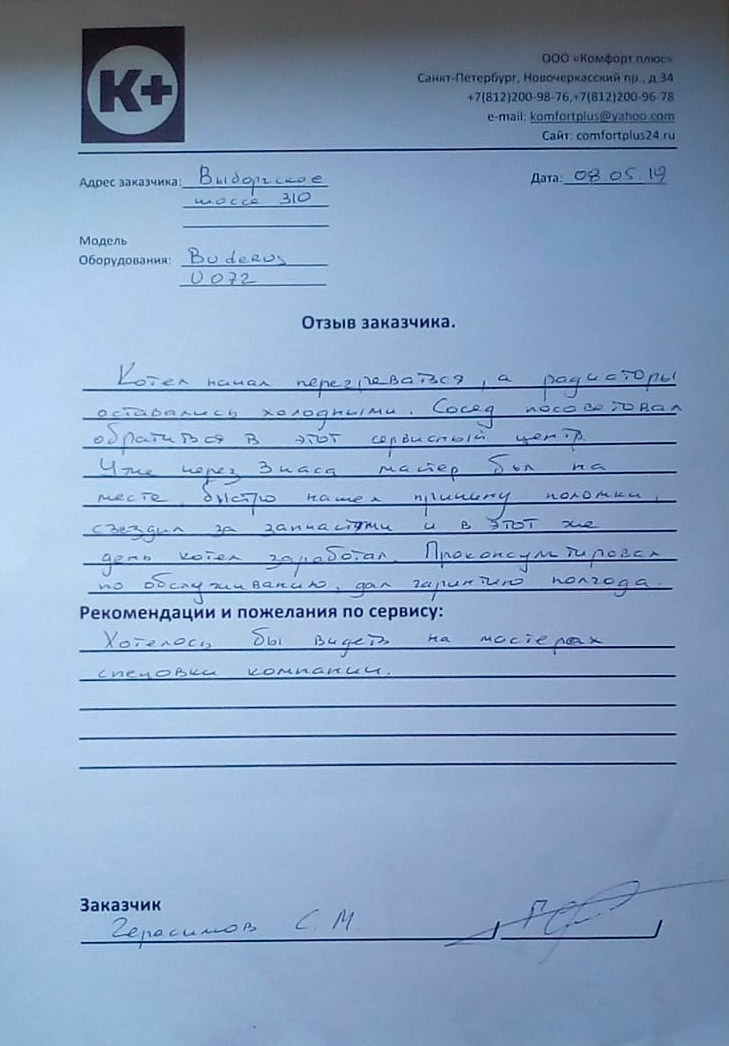 K+
ООО «Комфорт плюс»
Санкт-Петербург, Новочеркасский пр., д 34
+7(812)200-98-76,+7(812)200-96-78
e-mail: komfortplus@yahoo.com
Сайт: comfortplus24 ru
Адрес заказчика: Выборгское
шоссе 310
Дата: 08 05.19
Модель
Оборудования: Buderus
U072
Отзыв заказчика.
Котел начал перегреваться, а радиаторы
оставались холодными. Сосед посоветовал
обратиться в этот сервисный центр
Уже через 3 часа мастер был на
месте, быстро нашел причину поломки,
съездил за запчастями и в этот же
день котел заработал. Проконсультировал
по обслуживанию, дал гарантию полгода.
Рекомендации и пожелания по сервису:
Хотелось бы видеть на мастерах
спецовки компании.
Заказчик
Герасимов С. М.